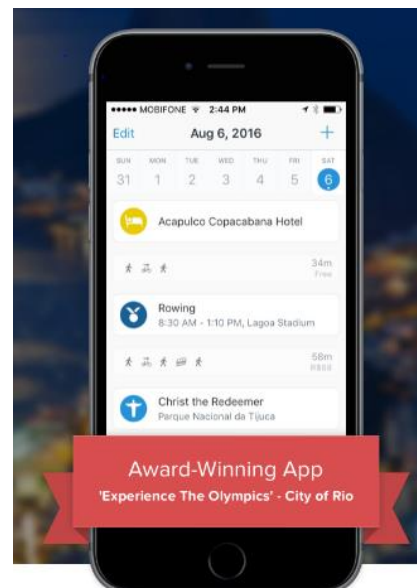 MOBIFONE 2:44 PM
Edit Aug 6, 2016 +
SUN MON TUE WED THU FRI SAT
31 1 2 3 4 5 6
Acapulco Copacabana Hotel
34m
Free
Rowing
8:30 AM - 1:10 PM, Lagoa Stadium
58m
Christ the Redeemer
Parque Nacional da Tijuca
Award-Winning App
'Experience The Olympics' - City of Rio